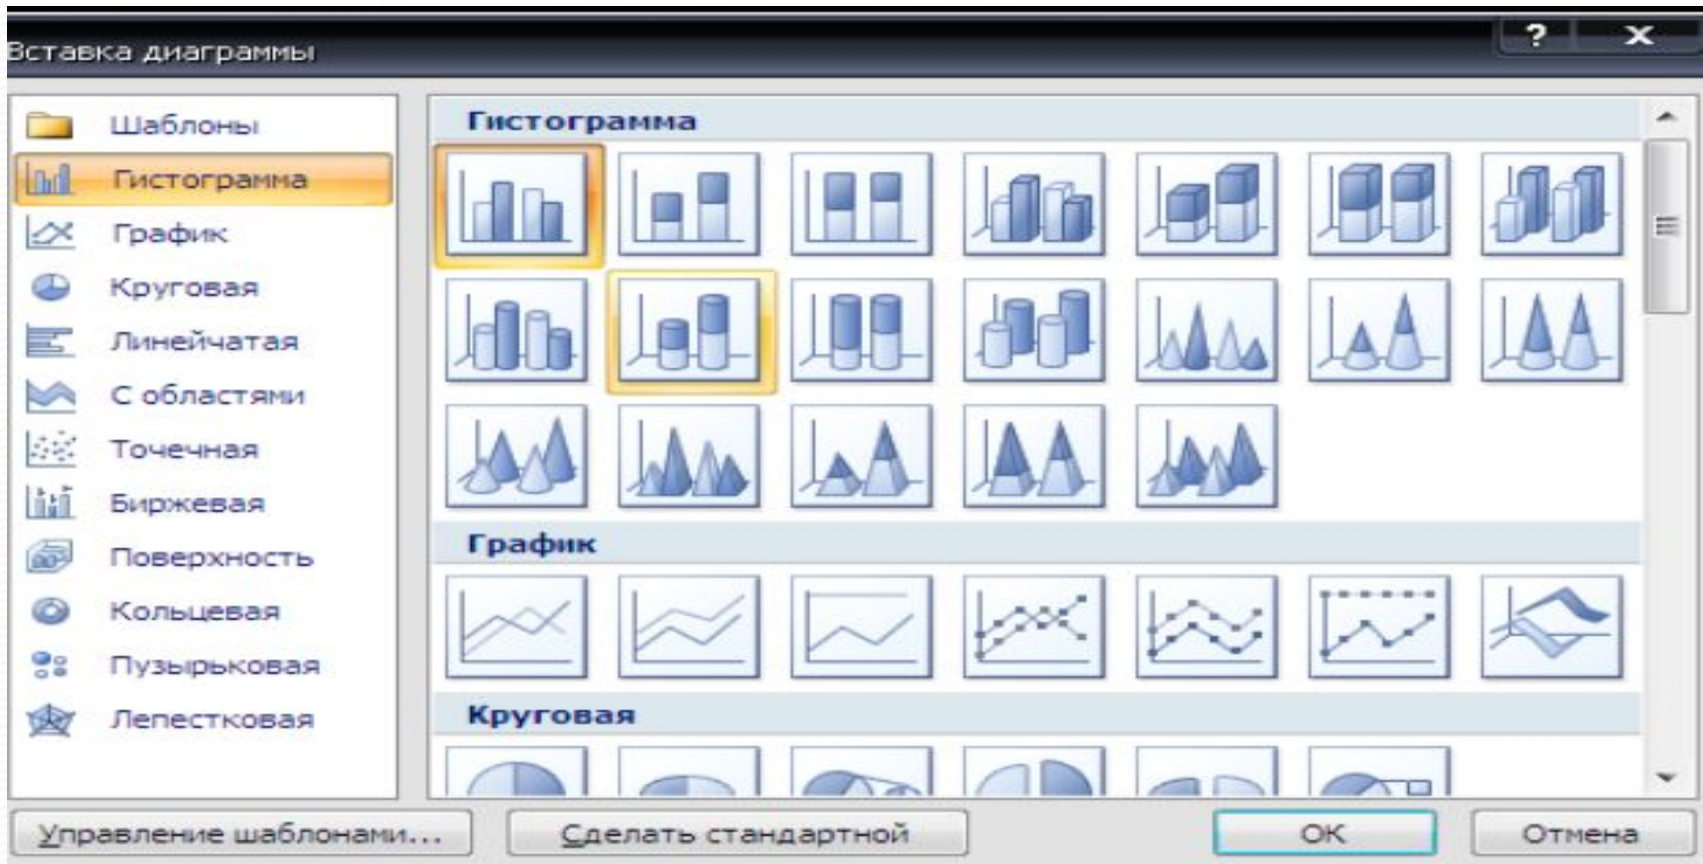 Вставка диаграммы
?
x
Шаблоны
Гистограмма
График
Круговая
Линейчатая
С областями
Точечная
Биржевая
Поверхность
Кольцевая
Пузырьковая
Лепестковая
Гистограмма
График
Круговая
Управление шаблонами...
Сделать стандартной
ОК
Отмена